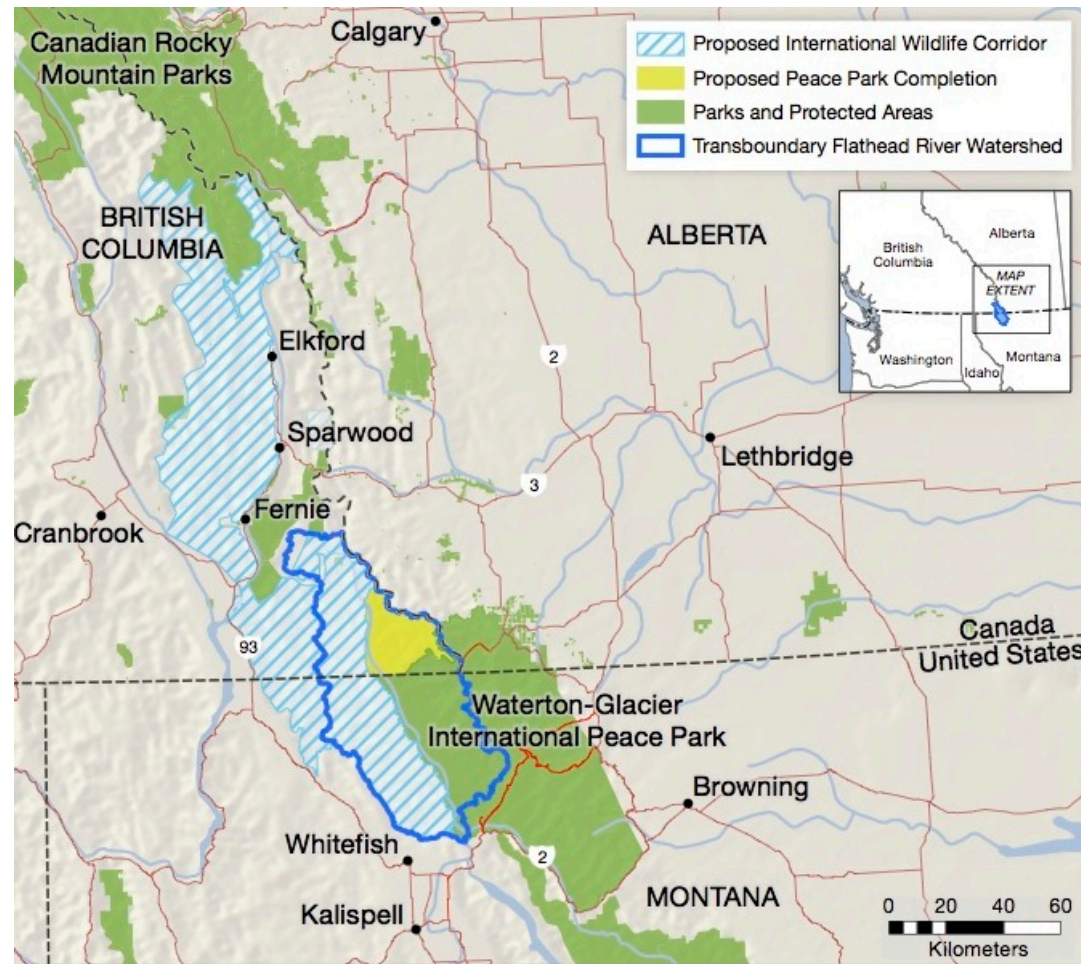 Canadian Rocky
Mountain Parks
Calgary
Proposed International Wildlife Corridor
Proposed Peace Park Completion
Parks and Protected Areas
Transboundary Flathead River Watershed
BRITISH
COLUMBIA
ALBERTA
British
Columbia
Alberta
MAP
EXTENT
Washington
Idaho
Montana
Elkford
2
Sparwood
Lethbridge
3
Fernie
Cranbrook
93
Canada
United States
Waterton-Glacier
International Peace Park
Browning
Whitefish
2
MONTANA
Kalispell
0 20 40 60
Kilometers